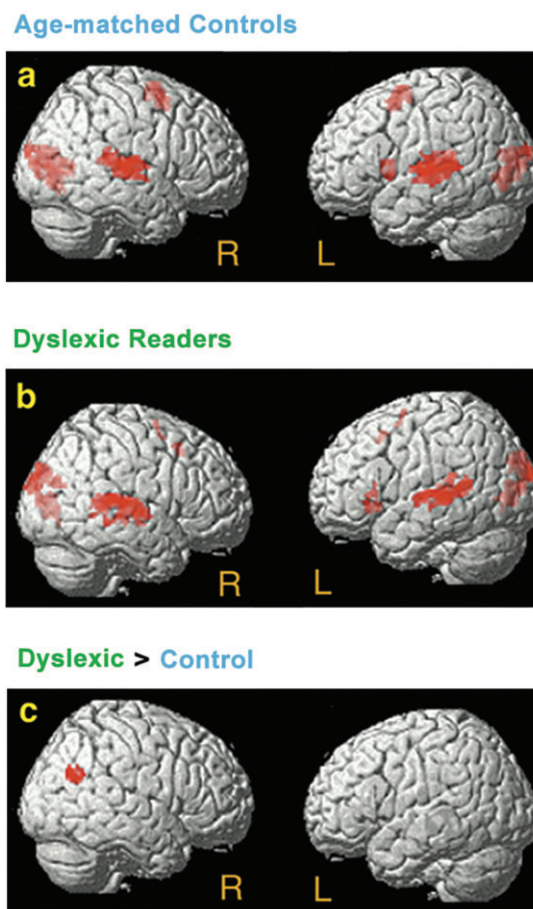 Age-matched Controls
a
R L
Dyslexic Readers
b
R L
Dyslexic > Control
c
R L